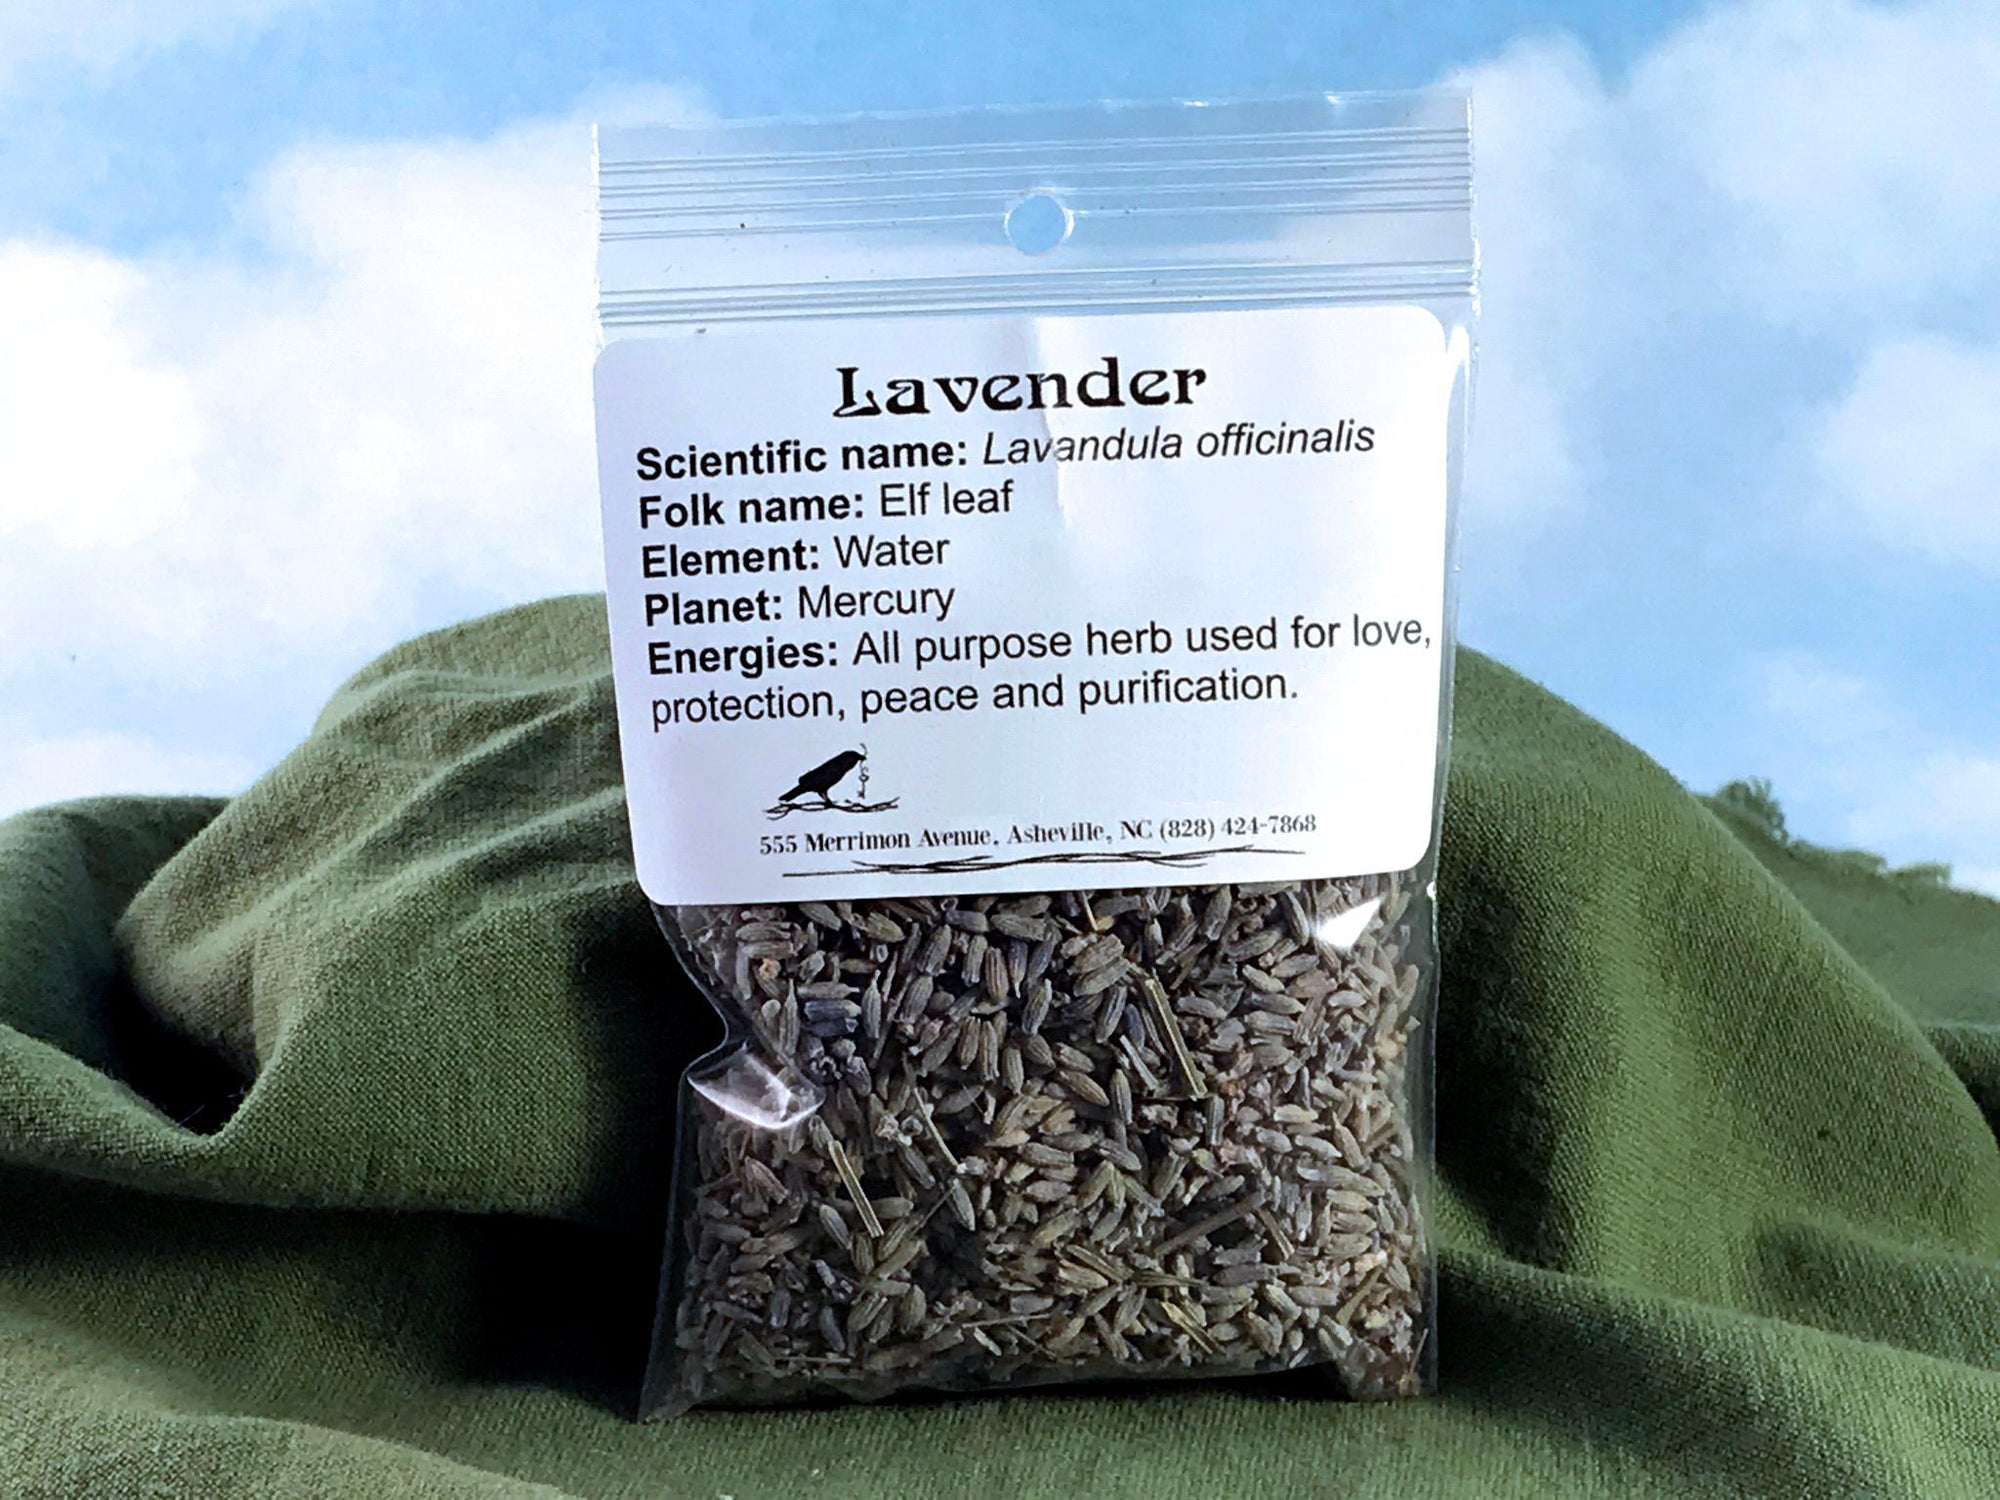 Lavender
Scientific name: Lavandula officinalis
Folk name: Elf leaf
Element: Water
Planet: Mercury
Energies: All purpose herb used for love,
protection, peace and purification.
555 Merrimon Avenue, Asheville, NC (828) 424-7868